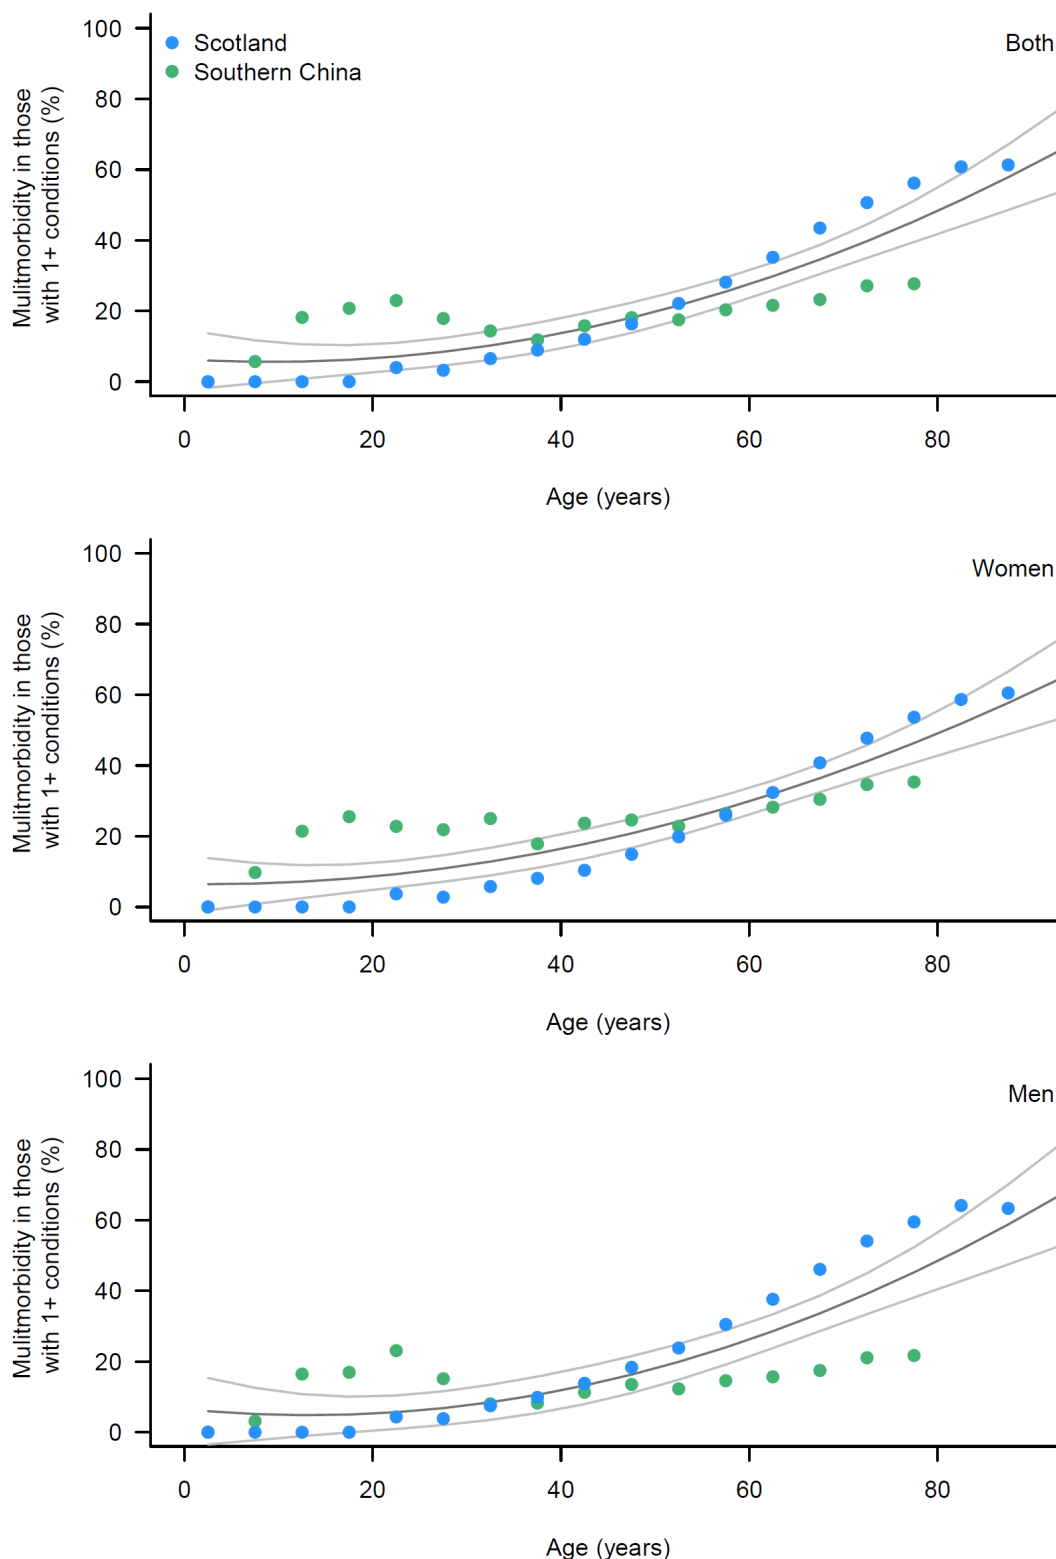 100
Both
Scotland
Southern China
80
60
40
20
0
Mulitmorbidity in those
with 1+ conditions (%)
0 20 40 60 80
Age (years)
100
Women
80
60
40
20
0
Mulitmorbidity in those
with 1+ conditions (%)
0 20 40 60 80
Age (years)
100
Men
80
60
40
20
0
Mulitmorbidity in those
with 1+ conditions (%)
0 20 40 60 80
Age (years)